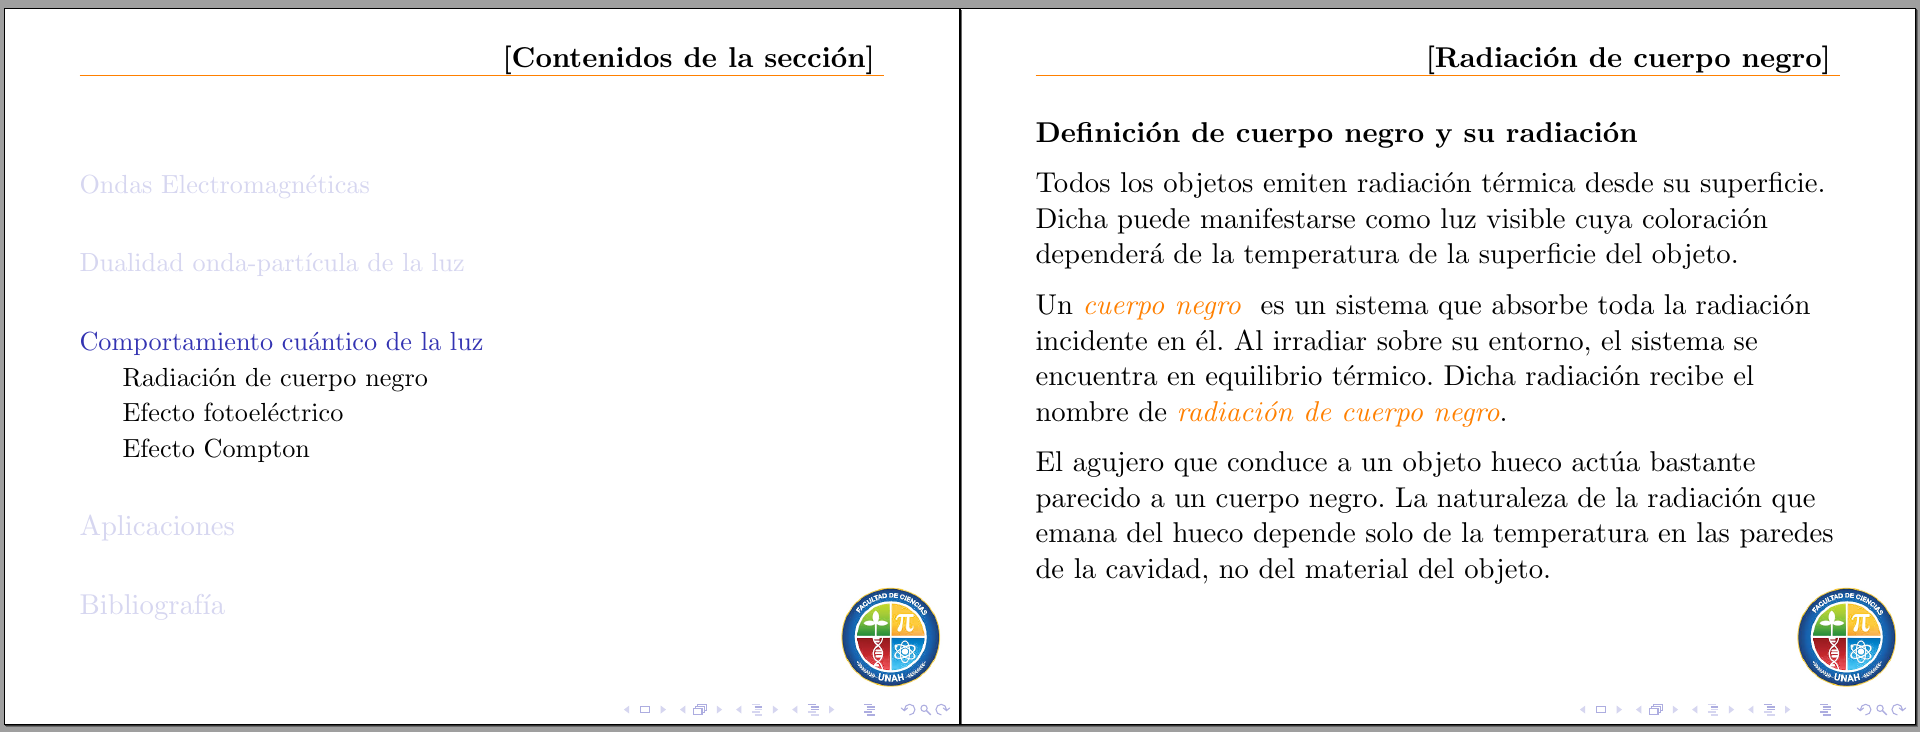 [Contenidos de la sección]
Ondas Electromagnéticas
Dualidad onda-partícula de la luz
Comportamiento cuántico de la luz
Radiación de cuerpo negro
Efecto fotoeléctrico
Efecto Compton
Aplicaciones
Bibliografía
FACULTAD DE CIENCIAS
π
UNAH
[Radiación de cuerpo negro]
Definición de cuerpo negro y su radiación
Todos los objetos emiten radiación térmica desde su superficie.
Dicha puede manifestarse como luz visible cuya coloración
dependerá de la temperatura de la superficie del objeto.
Un cuerpo negro es un sistema que absorbe toda la radiación
incidente en él. Al irradiar sobre su entorno, el sistema se
encuentra en equilibrio térmico. Dicha radiación recibe el
nombre de radiación de cuerpo negro.
El agujero que conduce a un objeto hueco actúa bastante
parecido a un cuerpo negro. La naturaleza de la radiación que
emana del hueco depende solo de la temperatura en las paredes
de la cavidad, no del material del objeto.
FACULTAD DE CIENCIAS
π
UNAH